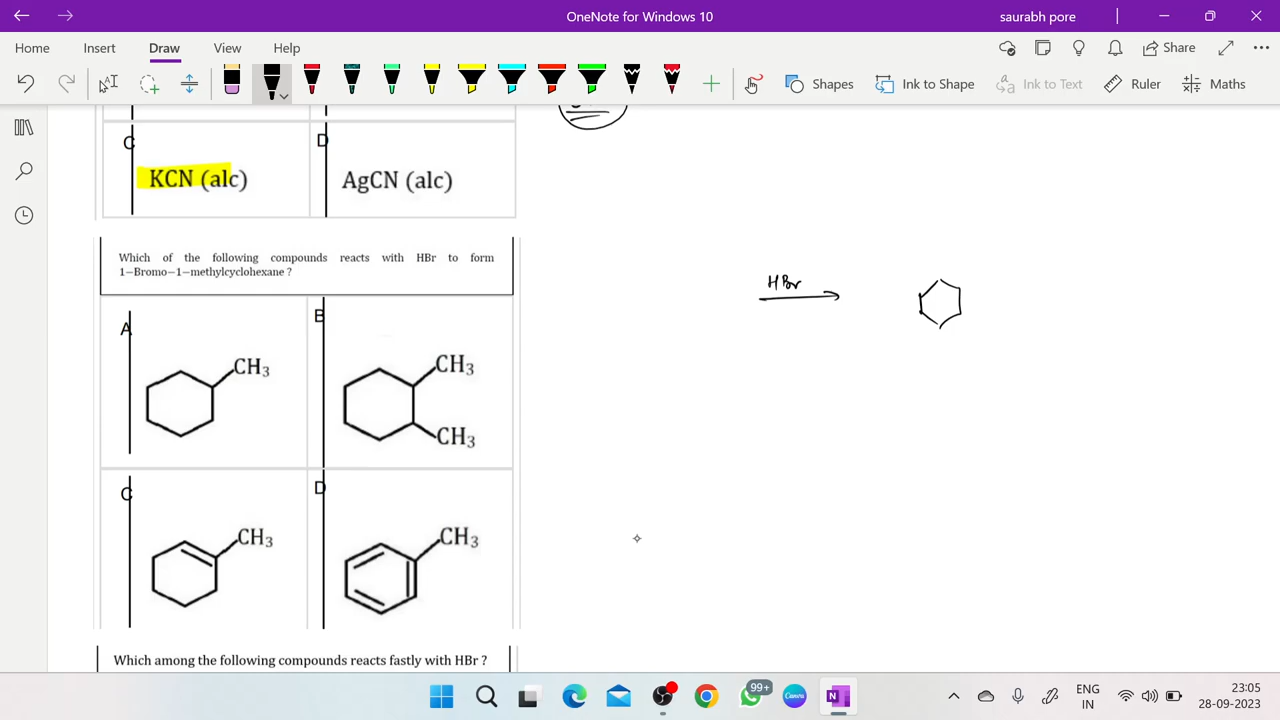 OneNote for Windows 10
saurabh pore
Home
Insert
Draw
View
Help
Share
Shapes
Ink to Shape
Ink to Text
Ruler
Maths
C
KCN (alc)
D
AgCN (alc)
Which of the following compounds reacts with HBr to form
1−Bromo−1−methylcyclohexane ?
HBr
A
CH₃
B
CH₃
CH₃
C
CH₃
D
CH₃
Which among the following compounds reacts fastly with HBr ?
99+
ENG
IN
23:05
28-09-2023